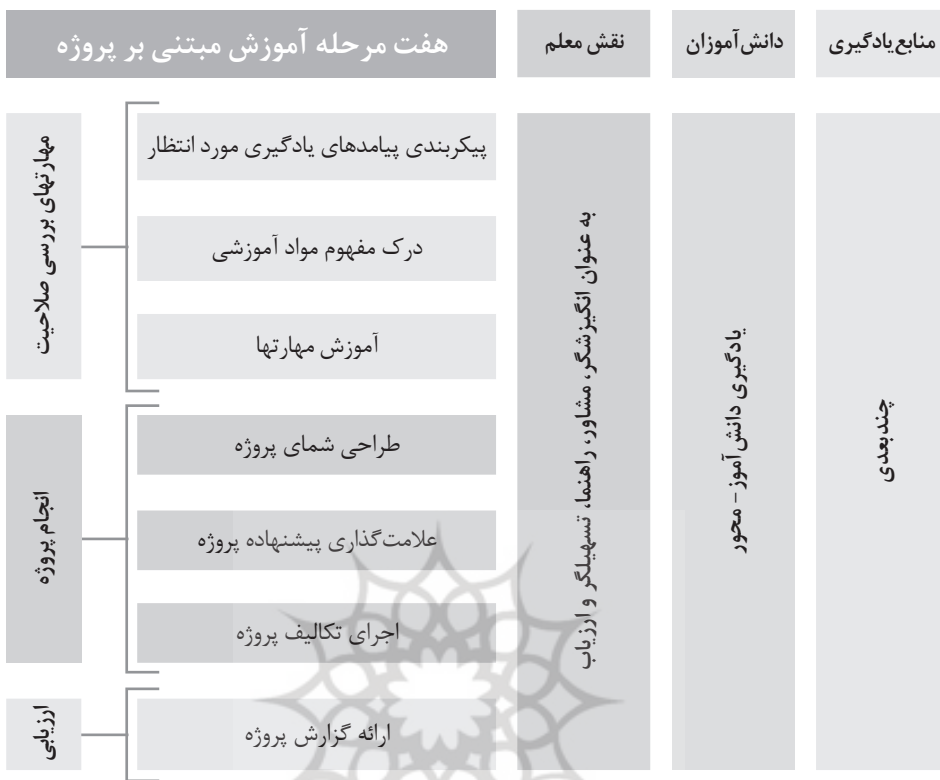 منابع یادگیری
دانش‌آموزان
نقش معلم
هفت مرحله آموزش مبتنی بر پروژه
چندبعدی
یادگیری دانش‌آموز - محور
به عنوان انگیزشگر، مشاور، راهنما، تسهیلگر و ارزیاب
پیکربندی پیامدهای یادگیری مورد انتظار
درک مفهوم مواد آموزشی
آموزش مهارتها
مهارتهای بررسی صلاحیت
طراحی شمای پروژه
علامت‌گذاری پیشنهاده پروژه
اجرای تکالیف پروژه
انجام پروژه
ارائه گزارش پروژه
ارزیابی